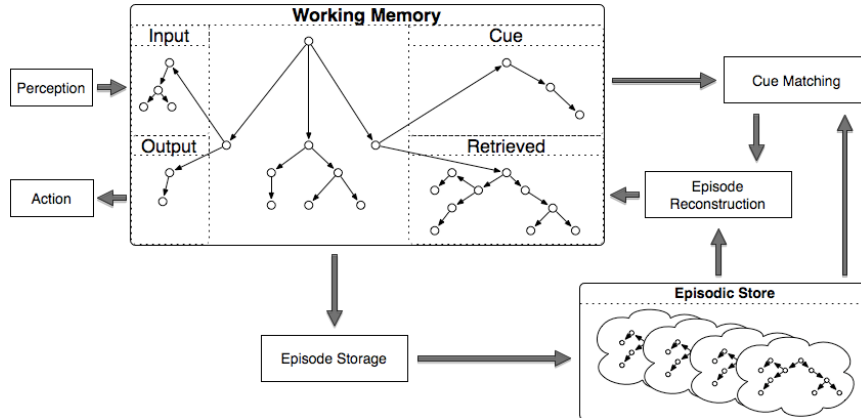 Working Memory
Input
Cue
Perception
Cue Matching
Output
Retrieved
Action
Episode
Reconstruction
Episodic Store
Episode Storage